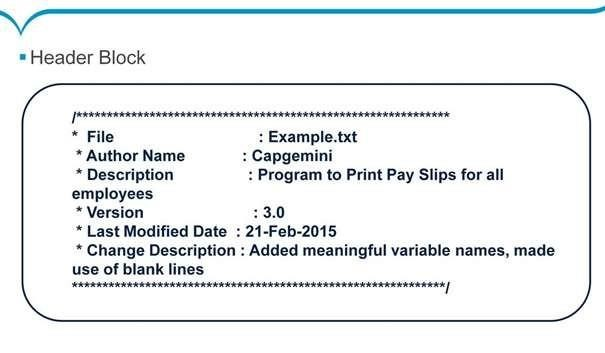 ▪ Header Block
/**************************************************************
* File : Example.txt
* Author Name : Capgemini
* Description : Program to Print Pay Slips for all
employees
* Version : 3.0
* Last Modified Date : 21-Feb-2015
* Change Description : Added meaningful variable names, made
use of blank lines
**************************************************************/